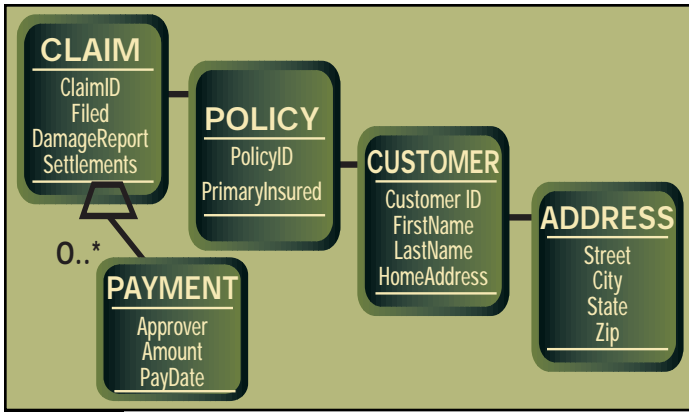 CLAIM
ClaimID
Filed
DamageReport
Settlements
POLICY
PolicyID
PrimaryInsured
CUSTOMER
Customer ID
FirstName
LastName
HomeAddress
ADDRESS
Street
City
State
Zip
0..*
PAYMENT
Approver
Amount
PayDate